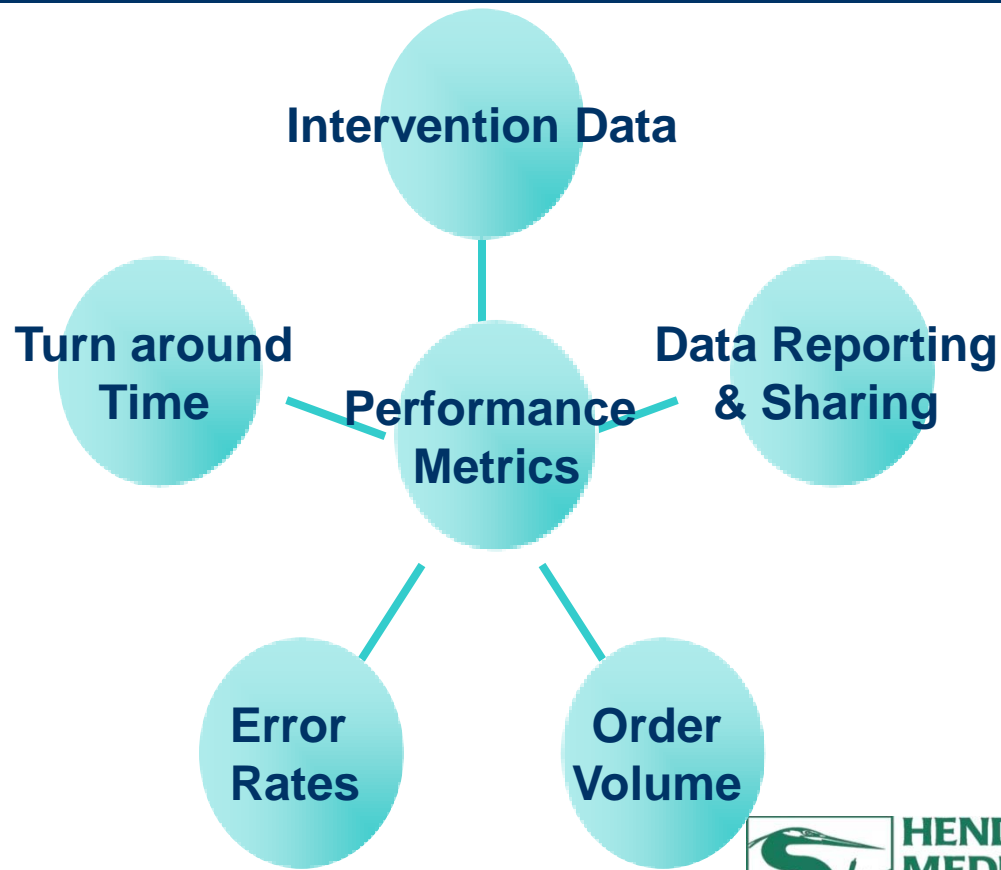 Intervention Data
Turn around
Time
Data Reporting
& Sharing
Performance
Metrics
Error
Rates
Order
Volume